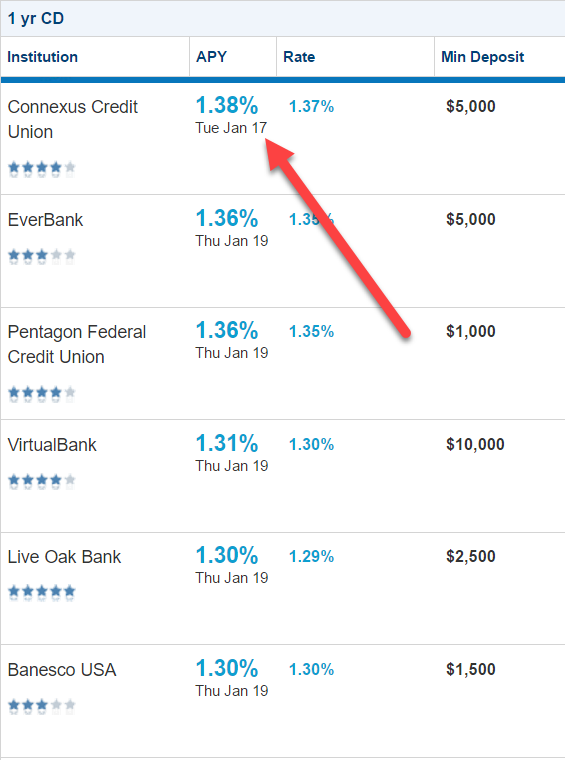 1 yr CD
Institution APY Rate Min Deposit
Connexus Credit Union 1.38% 1.37% $5,000
Tue Jan 17
EverBank 1.36% 1.35% $5,000
Thu Jan 19
Pentagon Federal Credit Union 1.36% 1.35% $1,000
Thu Jan 19
VirtualBank 1.31% 1.30% $10,000
Thu Jan 19
Live Oak Bank 1.30% 1.29% $2,500
Thu Jan 19
Banesco USA 1.30% 1.30% $1,500
Thu Jan 19